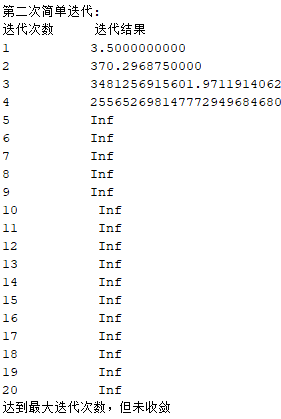 第二次简单迭代:
迭代次数 迭代结果
1 3.5000000000
2 370.2968750000
3 3481256915601.9711914062
4 255652698147772949684680
5 Inf
6 Inf
7 Inf
8 Inf
9 Inf
10 Inf
11 Inf
12 Inf
13 Inf
14 Inf
15 Inf
16 Inf
17 Inf
18 Inf
19 Inf
20 Inf
达到最大迭代次数，但未收敛